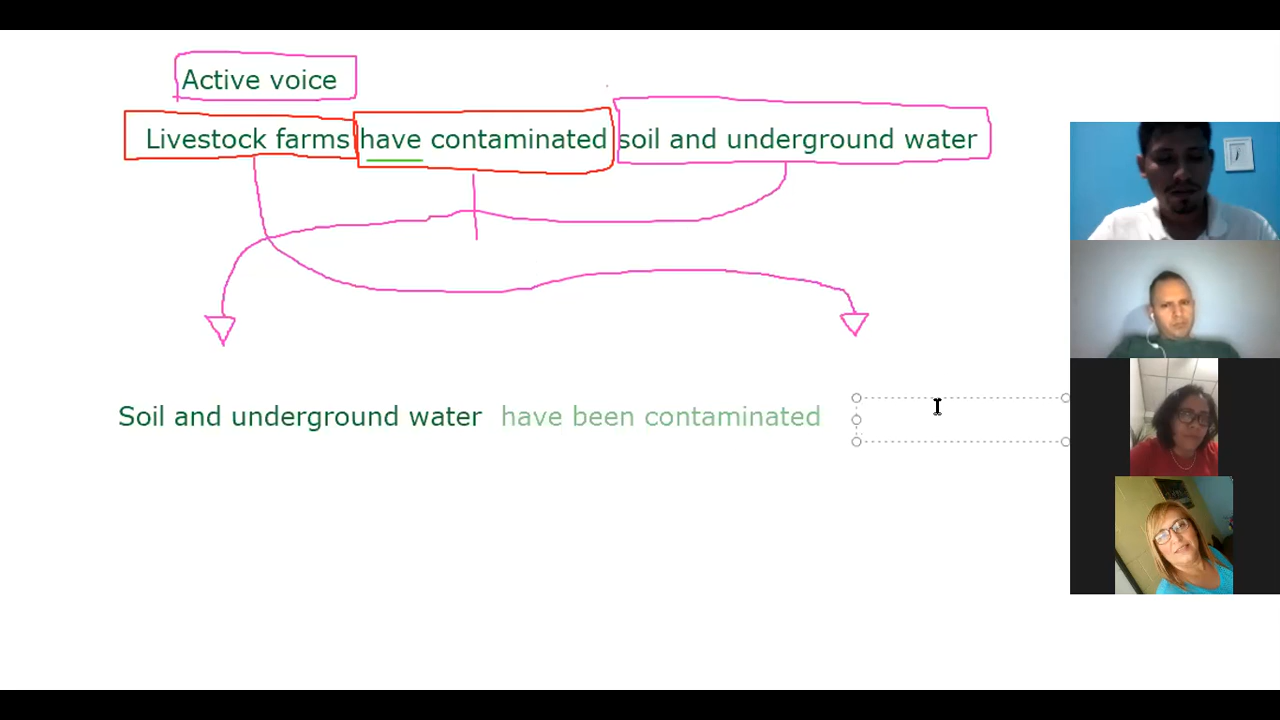 Active voice
Livestock farms have contaminated soil and underground water
Soil and underground water have been contaminated